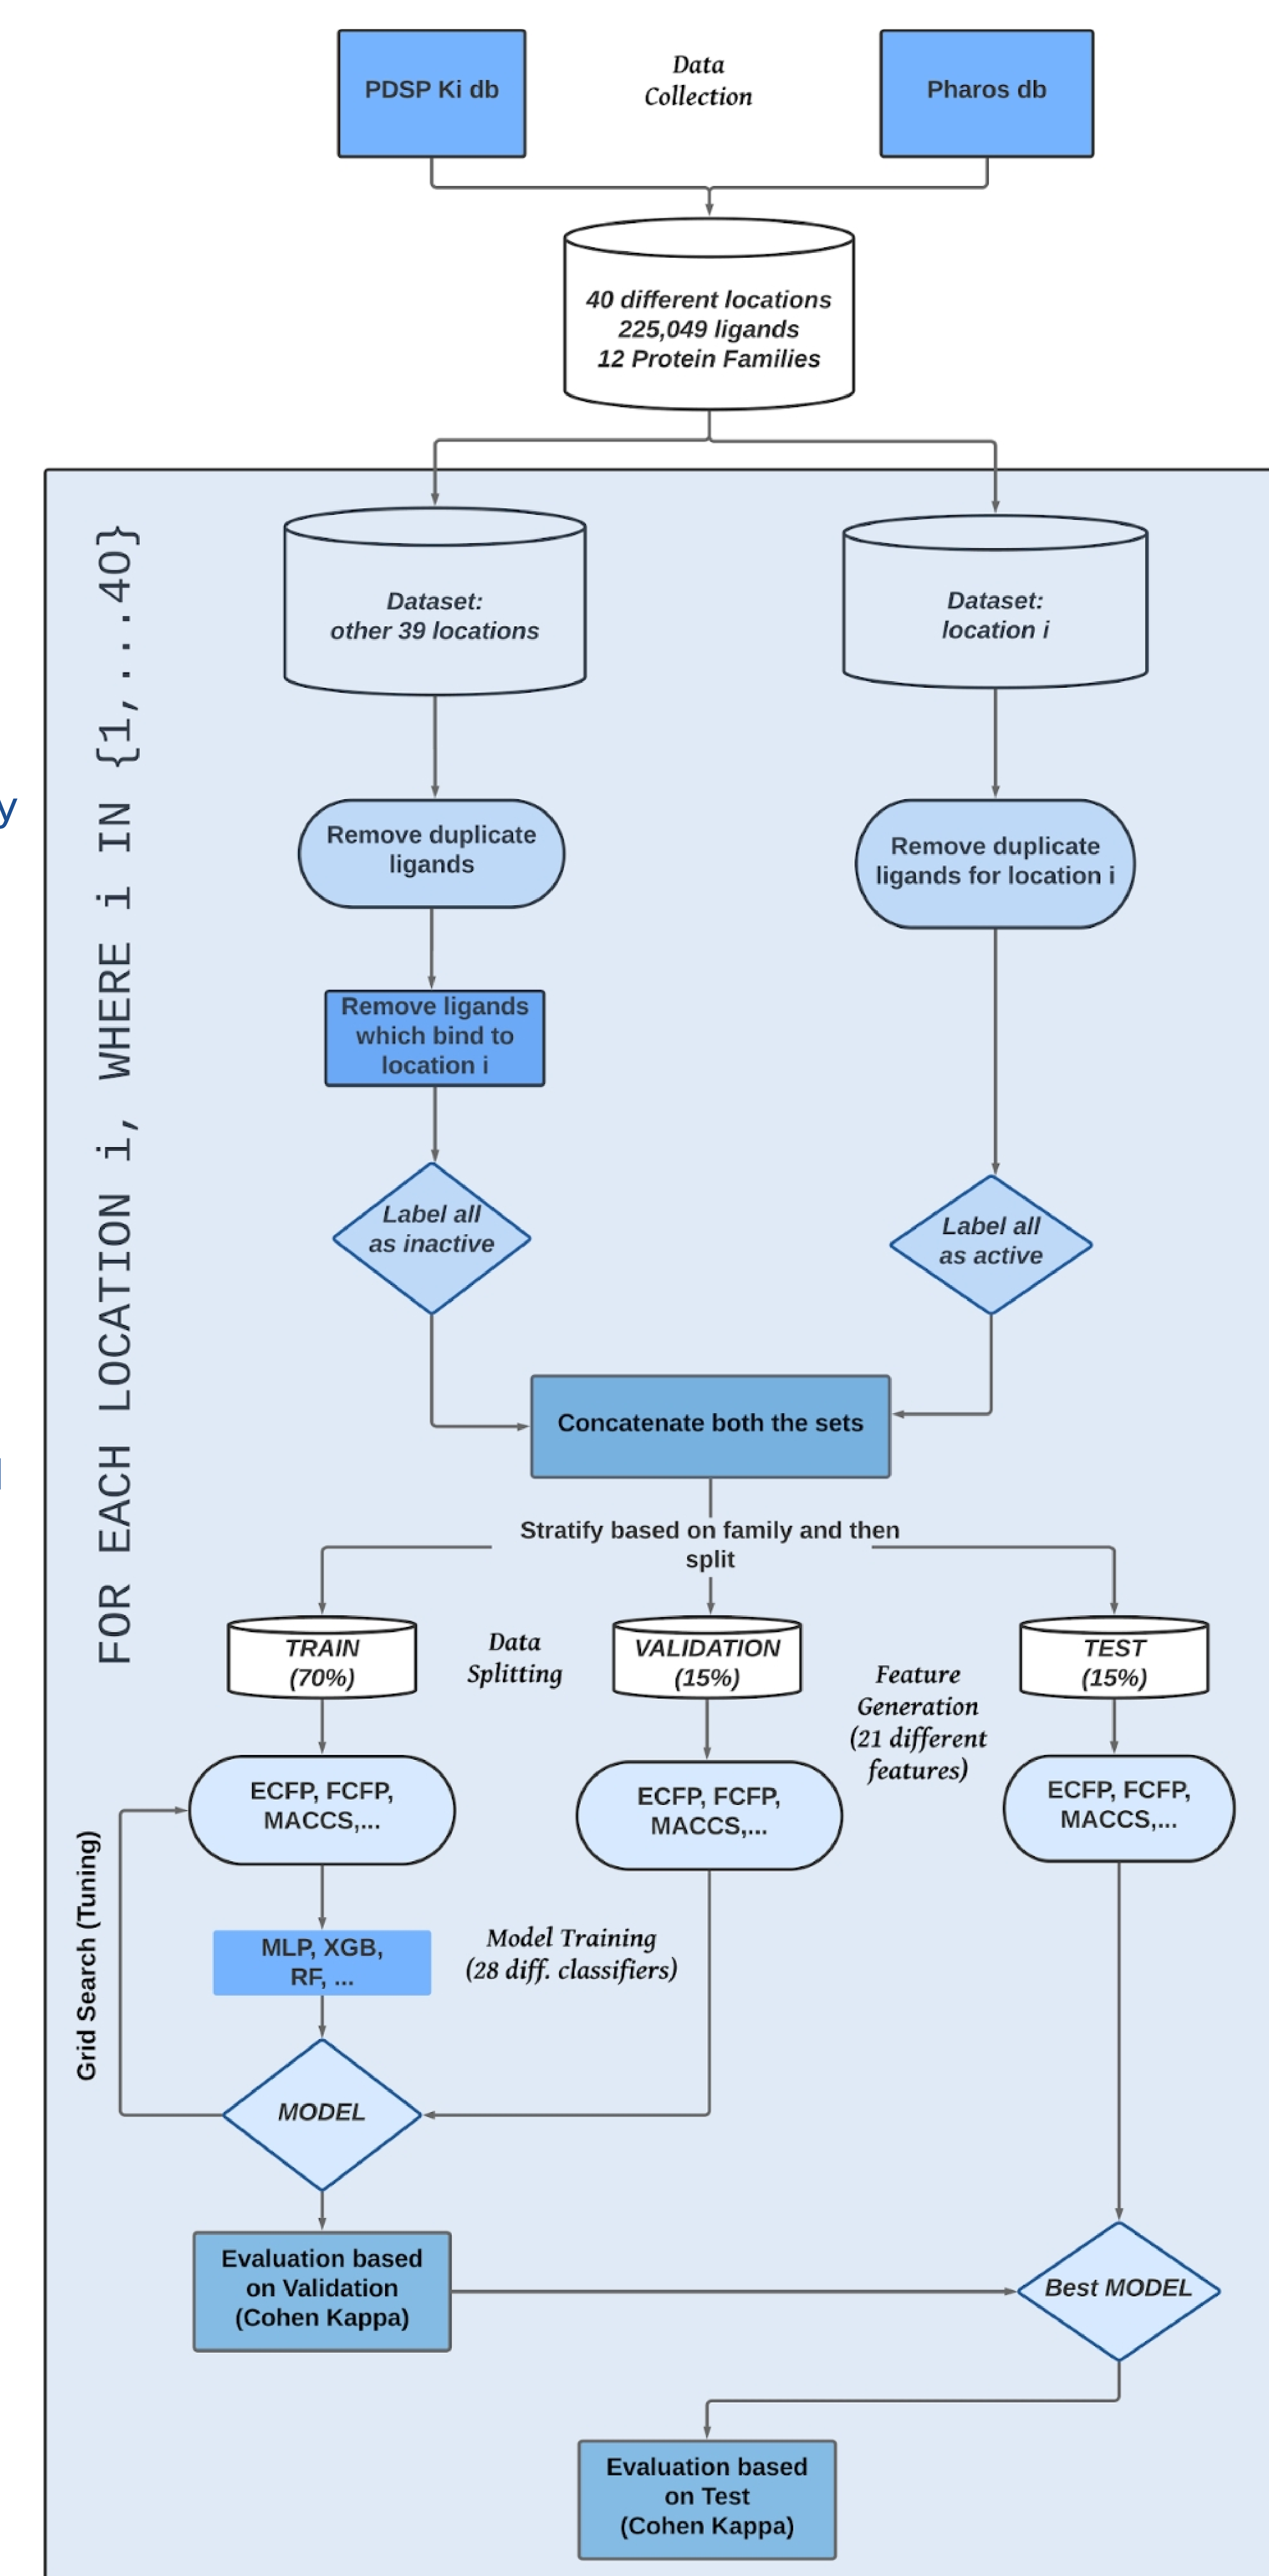 PDSP Ki db
Data
Collection
Pharos db
40 different locations
225,049 ligands
12 Protein Families
FOR EACH LOCATION i, WHERE i IN {1,...40}
Dataset:
other 39 locations
Dataset:
location i
y
Remove duplicate
ligands
Remove duplicate
ligands for location i
Remove ligands
which bind to
location i
Label all
as inactive
Label all
as active
Concatenate both the sets
Stratify based on family and then
split
TRAIN
(70%)
Data
Splitting
VALIDATION
(15%)
Feature
Generation
(21 different
features)
TEST
(15%)
ECFP, FCFP,
MACCS,...
ECFP, FCFP,
MACCS,...
ECFP, FCFP,
MACCS,...
Grid Search (Tuning)
MLP, XGB,
RF, ...
Model Training
(28 diff. classifiers)
MODEL
Evaluation based
on Validation
(Cohen Kappa)
Best MODEL
Evaluation based
on Test
(Cohen Kappa)